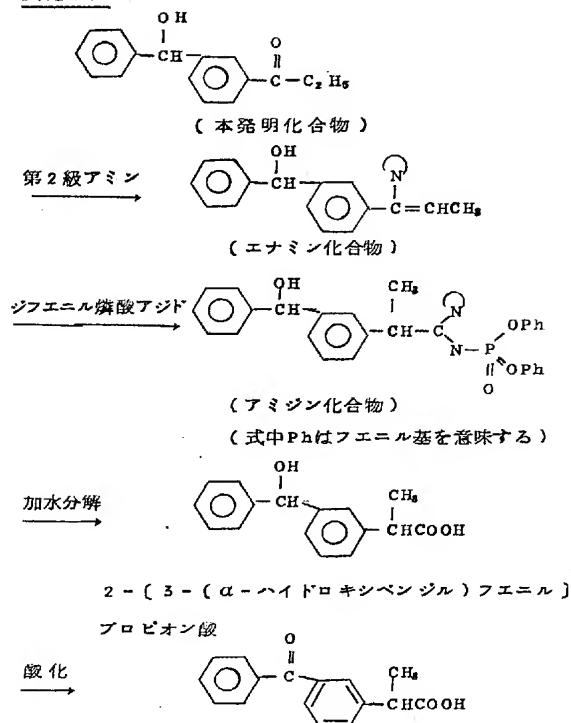 OH
O
CH
C-C₂H₅
(本発明化合物)
第2級アミン
OH
N
CH
C=CHCH₃
(エナミン化合物)
ジフエニル燐酸アジド
OH
CH₃
N
CH
CH-C
OPh
N-P
OPh
O
(アミジン化合物)
(式中Phはフエニル基を意味する)
加水分解
OH
CH
CH₃
CHCOOH
2-〔3-(α-ハイドロキシベンジル)フエニル〕
プロピオン酸
酸化
O
C
CH₃
CHCOOH